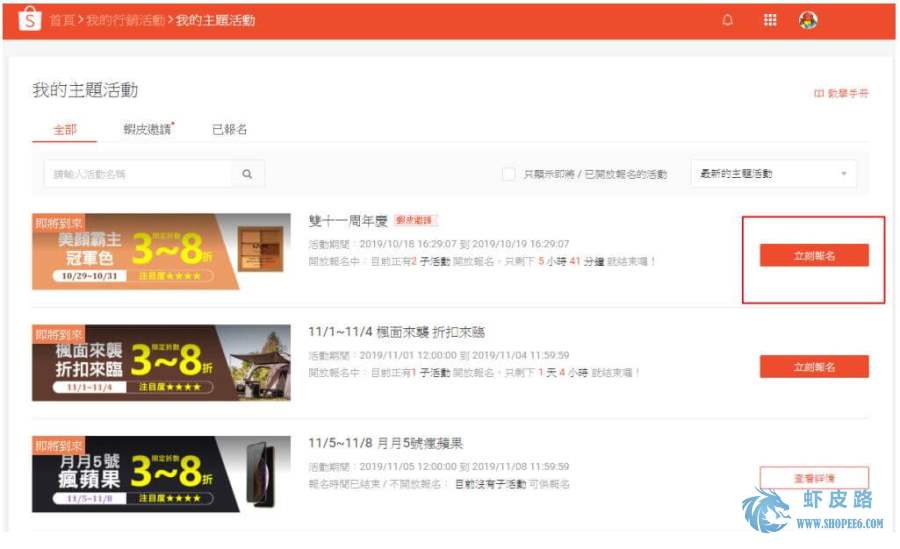 首頁 > 我的行銷活動 > 我的主題活動
我的主題活動
教學手冊
全部 蝦皮邀請 已報名
請輸入活動名稱
只顯示即將 / 已開放報名的活動
最新的主題活動
即將到來
美顏霸主
冠軍色
限定折數
3~8折
10/29~10/31
注目度★★★★
雙十一周年慶 蝦皮邀請
活動期間：2019/10/18 16:29:07 到 2019/10/19 16:29:07
開放報名中：目前正有2 子活動 開放報名，只剩下 5 小時 41 分鐘 就結束囉！
立刻報名
即將到來
楓面來襲
折扣來臨
限定折數
3~8折
11/1~11/4
注目度★★★★
11/1~11/4 楓面來襲 折扣來臨
活動期間：2019/11/01 12:00:00 到 2019/11/04 11:59:59
開放報名中：目前正有1 子活動 開放報名，只剩下 1 天 4 小時 就結束囉！
立刻報名
即將到來
月月5號
瘋蘋果
限定折數
3~8折
11/5~11/8
注目度★★★★
11/5~11/8 月月5號瘋蘋果
活動期間：2019/11/05 12:00:00 到 2019/11/08 11:59:59
報名時間已結束 / 不開放報名： 目前沒有子活動 可供報名
查看詳情
虾皮路
WWW.SHOPEE6.COM